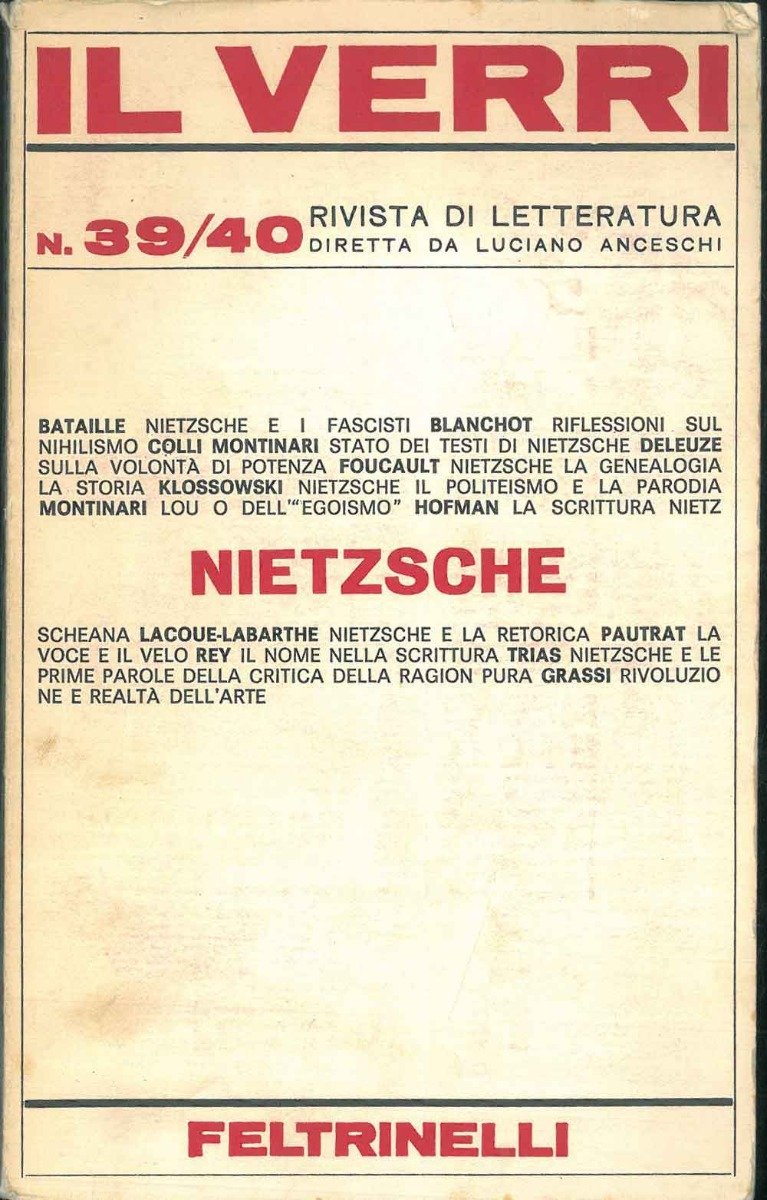 IL VERRI
N. 39/40 RIVISTA DI LETTERATURA
DIRETTA DA LUCIANO ANCESCHI
BATAILLE NIETZSCHE E I FASCISTI BLANCHOT RIFLESSIONI SUL
NIHILISMO COLLI MONTINARI STATO DEI TESTI DI NIETZSCHE DELEUZE
SULLA VOLONTÀ DI POTENZA FOUCAULT NIETZSCHE LA GENEALOGIA
LA STORIA KLOSSOWSKI NIETZSCHE IL POLITEISMO E LA PARODIA
MONTINARI LOU O DELL'"EGOISMO" HOFMAN LA SCRITTURA NIETZ
NIETZSCHE
SCHEANA LACOUE-LABARTHE NIETZSCHE E LA RETORICA PAUTRAT LA
VOCE E IL VELO REY IL NOME NELLA SCRITTURA TRIAS NIETZSCHE E LE
PRIME PAROLE DELLA CRITICA DELLA RAGION PURA GRASSI RIVOLUZIO
NE E REALTÀ DELL'ARTE
FELTRINELLI